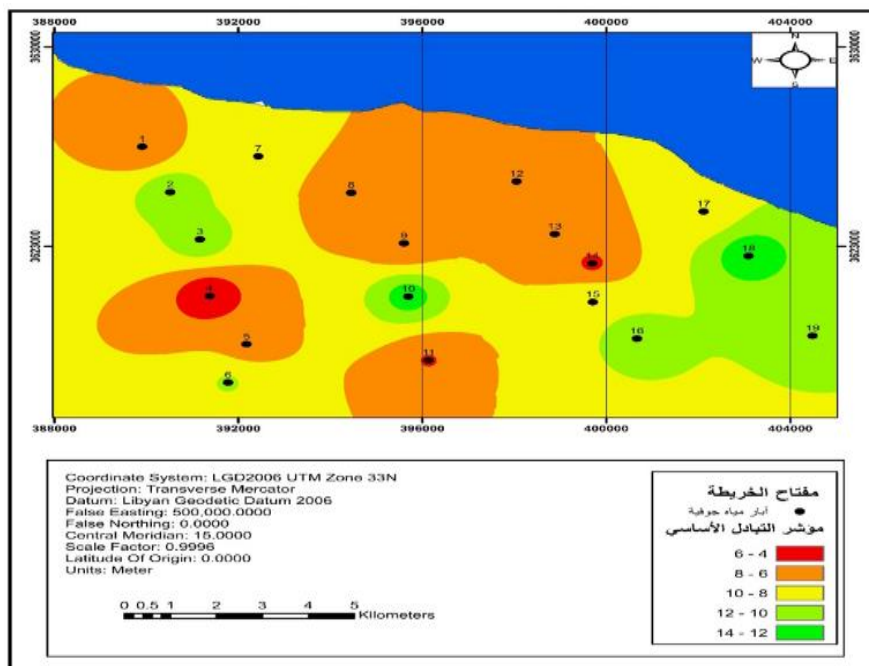 388000 392000 396000 400000 404000
3630000 3630000
N
W E
S
1
7
12
2
8
17
3
9
13
3623000 3623000
14
18
4
10
15
5
16
19
11
6
388000 392000 396000 400000 404000
Coordinate System: LGD2006 UTM Zone 33N
Projection: Transverse Mercator
Datum: Libyan Geodetic Datum 2006
False Easting: 500,000.0000
False Northing: 0.0000
Central Meridian: 15.0000
Scale Factor: 0.9996
Latitude Of Origin: 0.0000
Units: Meter
0 0.5 1 2 3 4 5
Kilometers
مفتاح الخريطة
آبار مياه جوفية
مؤشر التبادل الأساسي
6 - 4
8 - 6
10 - 8
12 - 10
14 - 12